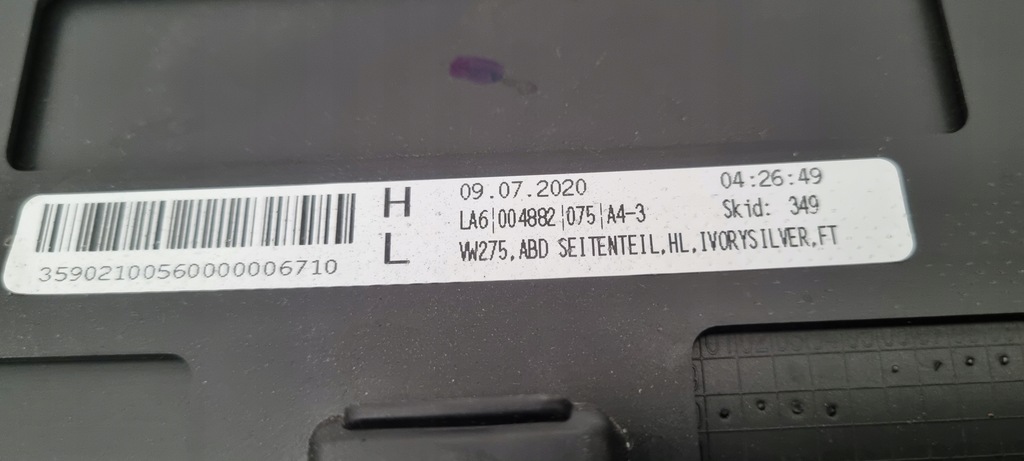 35902100560000006710
H
L
09.07.2020
04:26:49
LA6|004882|075|A4-3
Skid: 349
VW275,ABD SEITENTEIL,HL,IVORYSILVER,FT